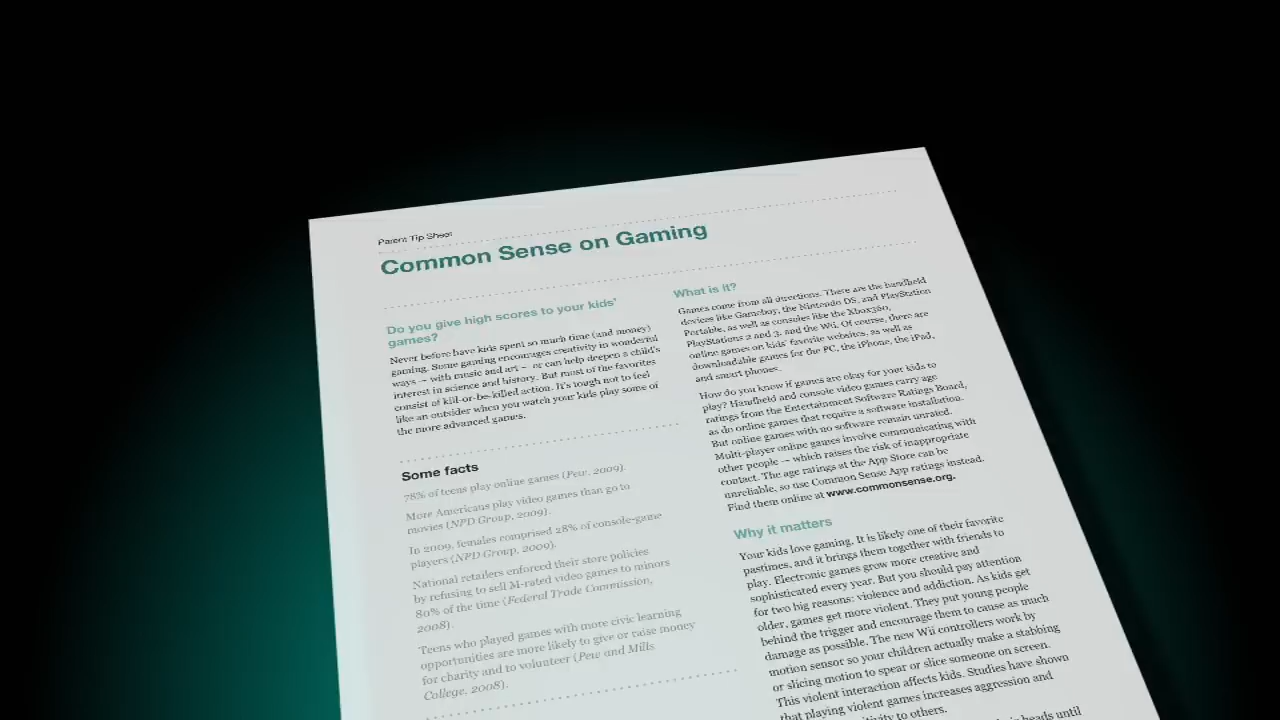 Parent Tip Sheet
Common Sense on Gaming
Do you give high scores to your kids'
games?
Never before have kids spent so much time (and money)
gaming. Some gaming encourages creativity in wonderful
ways — with music and art — or can help deepen a child's
interest in science and history. But most of the favorites
consist of kill-or-be-killed action. It's tough not to feel
like an outsider when you watch your kids play some of
the more advanced games.
Some facts
78% of teens play online games (Pew, 2009).
More Americans play video games than go to
movies (NPD Group, 2009).
In 2009, females comprised 28% of console-game
players (NPD Group, 2009).
National retailers enforced their store policies
by refusing to sell M-rated video games to minors
80% of the time (Federal Trade Commission,
2008).
Teens who played games with more civic learning
opportunities are more likely to give or raise money
for charity and to volunteer (Pew and Mills
College, 2008).
What is it?
Games come from all directions. There are the handheld
devices like Gameboy, the Nintendo DS, and PlayStation
Portable, as well as consoles like the Xbox360,
PlayStations 2 and 3, and the Wii. Of course, there are
online games on kids' favorite websites, as well as
downloadable games for the PC, the iPhone, the iPad,
and smart phones.
How do you know if games are okay for your kids to
play? Handheld and console video games carry age
ratings from the Entertainment Software Ratings Board,
as do online games that require a software installation.
But online games with no software remain unrated.
Multi-player online games involve communicating with
other people — which raises the risk of inappropriate
contact. The age ratings at the App Store can be
unreliable, so use Common Sense App ratings instead.
Find them online at www.commonsense.org.
Why it matters
Your kids love gaming. It is likely one of their favorite
pastimes, and it brings them together with friends to
play. Electronic games grow more creative and
sophisticated every year. But you should pay attention
for two big reasons: violence and addiction. As kids get
older, games get more violent. They put young people
behind the trigger and encourage them to cause as much
damage as possible. The new Wii controllers work by
motion sensor so your children actually make a stabbing
or slicing motion to spear or slice someone on screen.
This violent interaction affects kids. Studies have shown
that playing violent games increases aggression and
to others.
heads until